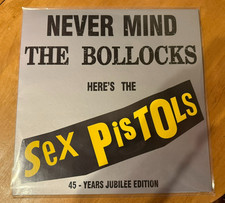 NEVER MIND
THE BOLLOCKS
HERE'S THE
Sex PiSTOLs
45 - YEARS JUBILEE EDITION